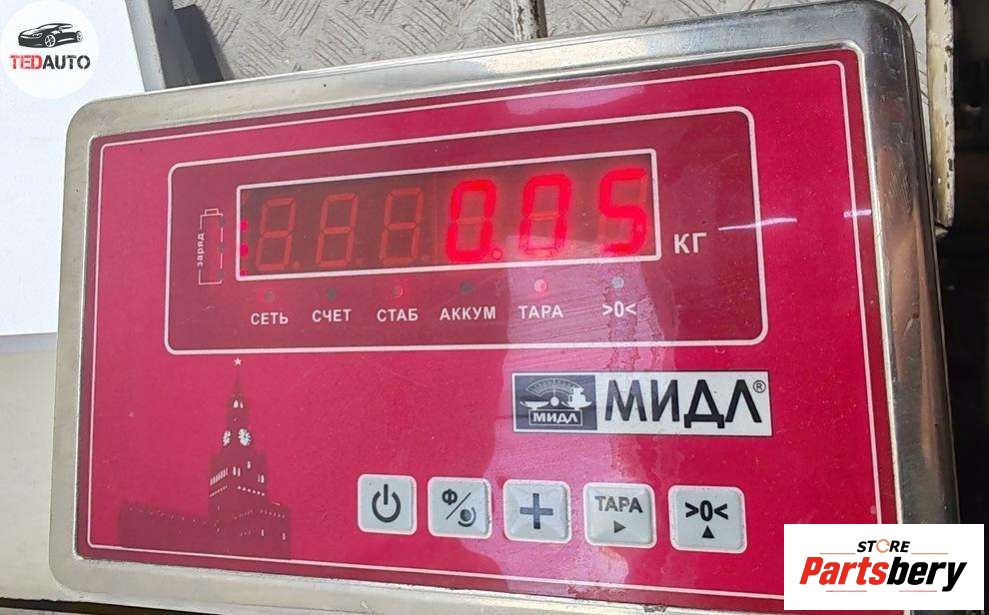 TEDAUTO
заряд
0.05
КГ
СЕТЬ СЧЕТ СТАБ АККУМ ТАРА >0<
МИДЛ МИДЛ®
Ф/ + ТАРА >0<
STORE
Partsbery